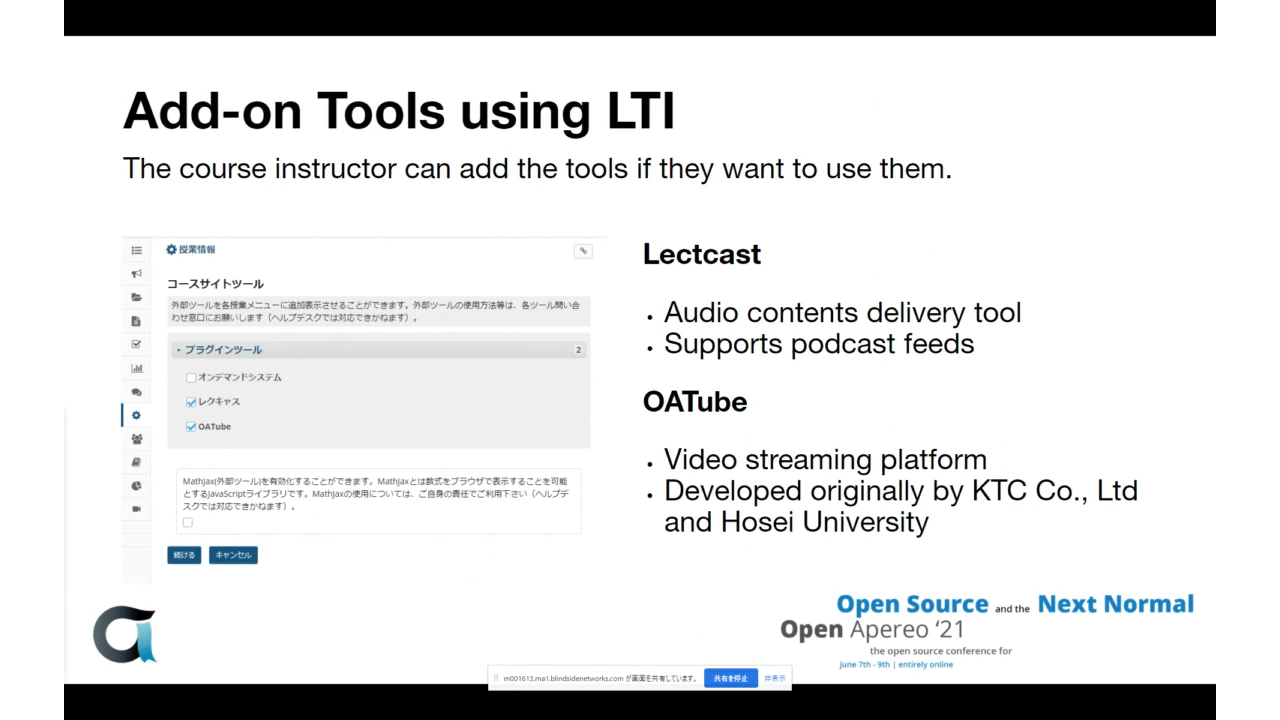 Add-on Tools using LTI
The course instructor can add the tools if they want to use them.
授業情報
コースサイトツール
外部ツールを各授業メニューに追加表示させることができます。外部ツールの使用方法等は、各ツール問い合
わせ窓口にお願いします（ヘルプデスクでは対応できかねます）。
プラグインツール 2
オンデマンドシステム
レクキャス
OATube
MathJax(外部ツール)を有効化することができます。MathJaxとは数式をブラウザで表示することを可能
とするJavaScriptライブラリです。MathJaxの使用については、ご自身の責任でご利用下さい（ヘルプデ
スクでは対応できかねます）。
続ける キャンセル
Lectcast
• Audio contents delivery tool
• Supports podcast feeds
OATube
• Video streaming platform
• Developed originally by KTC Co., Ltd
and Hosei University
Open Source and the Next Normal
Open Apereo ‘21
the open source conference for
june 7th - 9th | entirely online
m001613.rna1.blindsidenetworks.com が画面を共有しています。 共有を停止 非表示